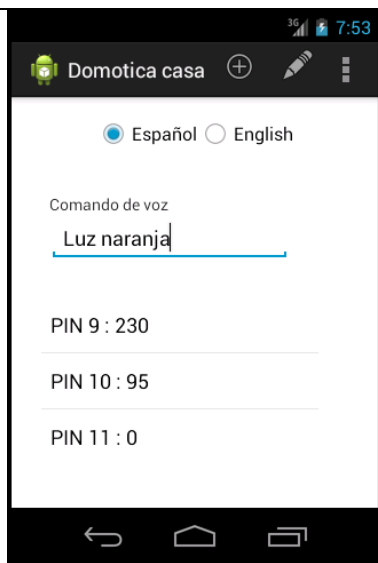 3G 7:53
Domotica casa
Español English
Comando de voz
Luz naranja
PIN 9 : 230
PIN 10 : 95
PIN 11 : 0